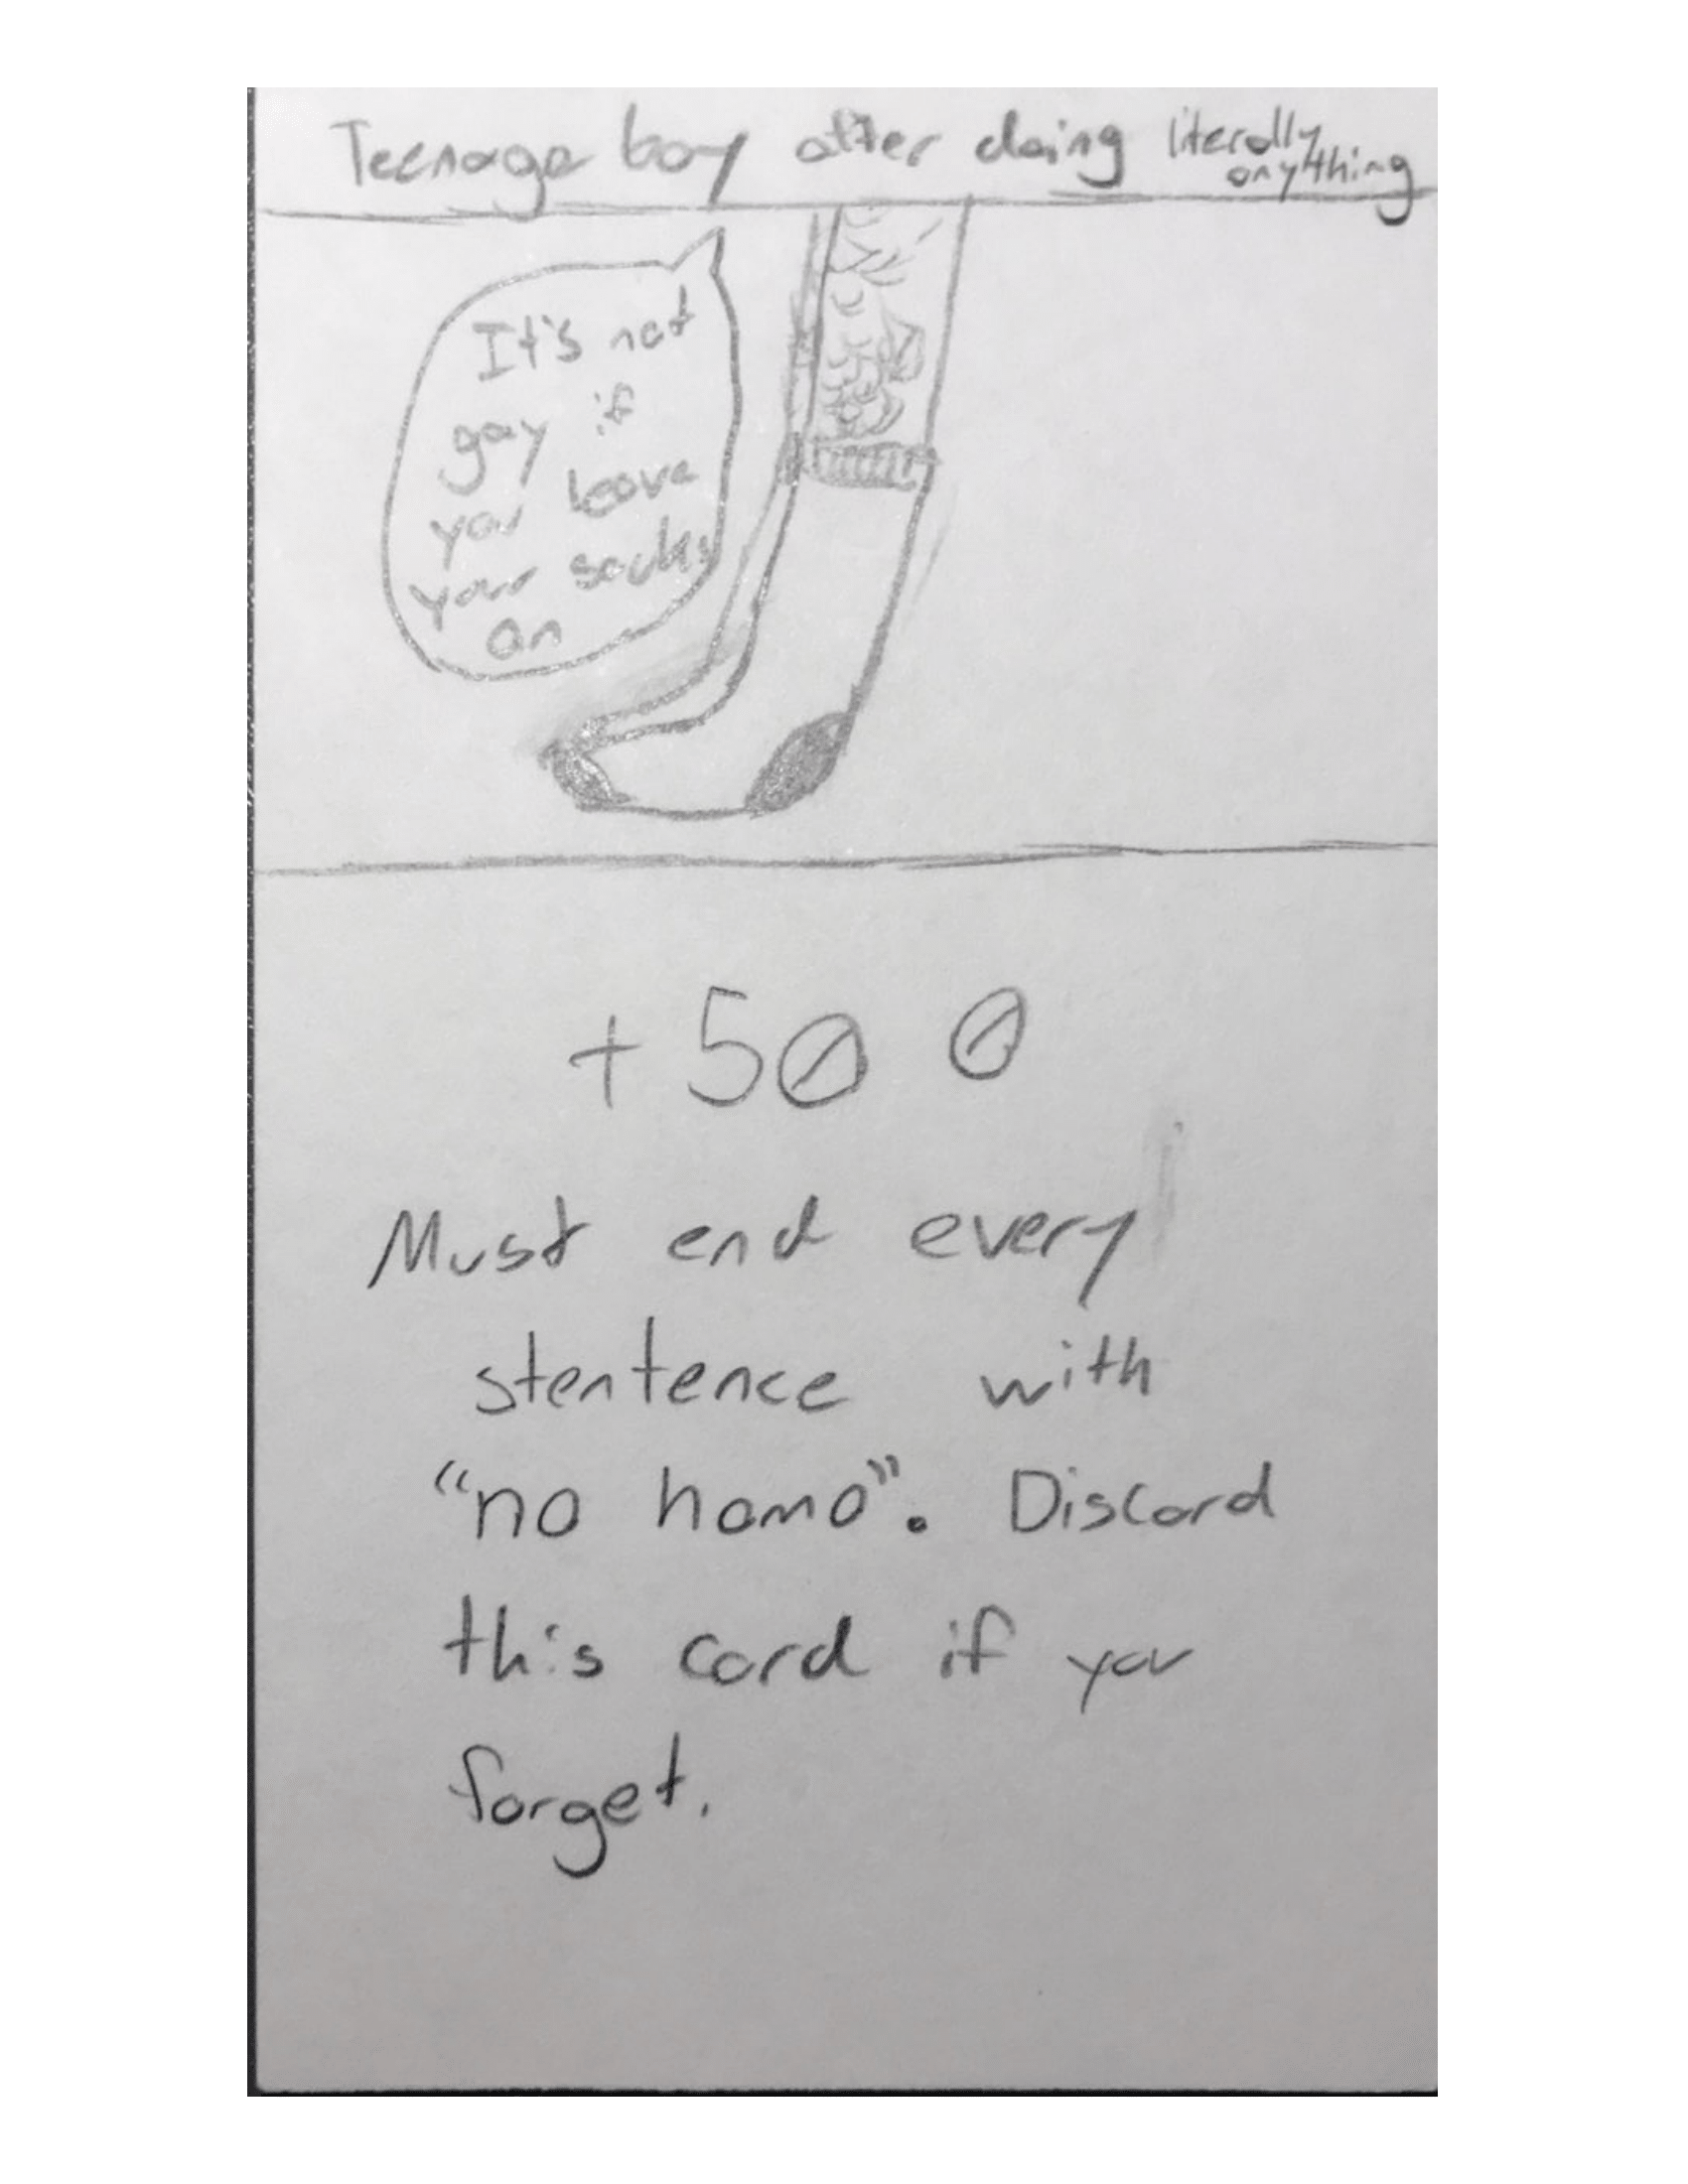 Teenage boy after doing literally
anything
It's not
gay if
you leave
your socks
on
+50 0
Must end every
stentence with
"no homo". Discard
this card if you
forget.